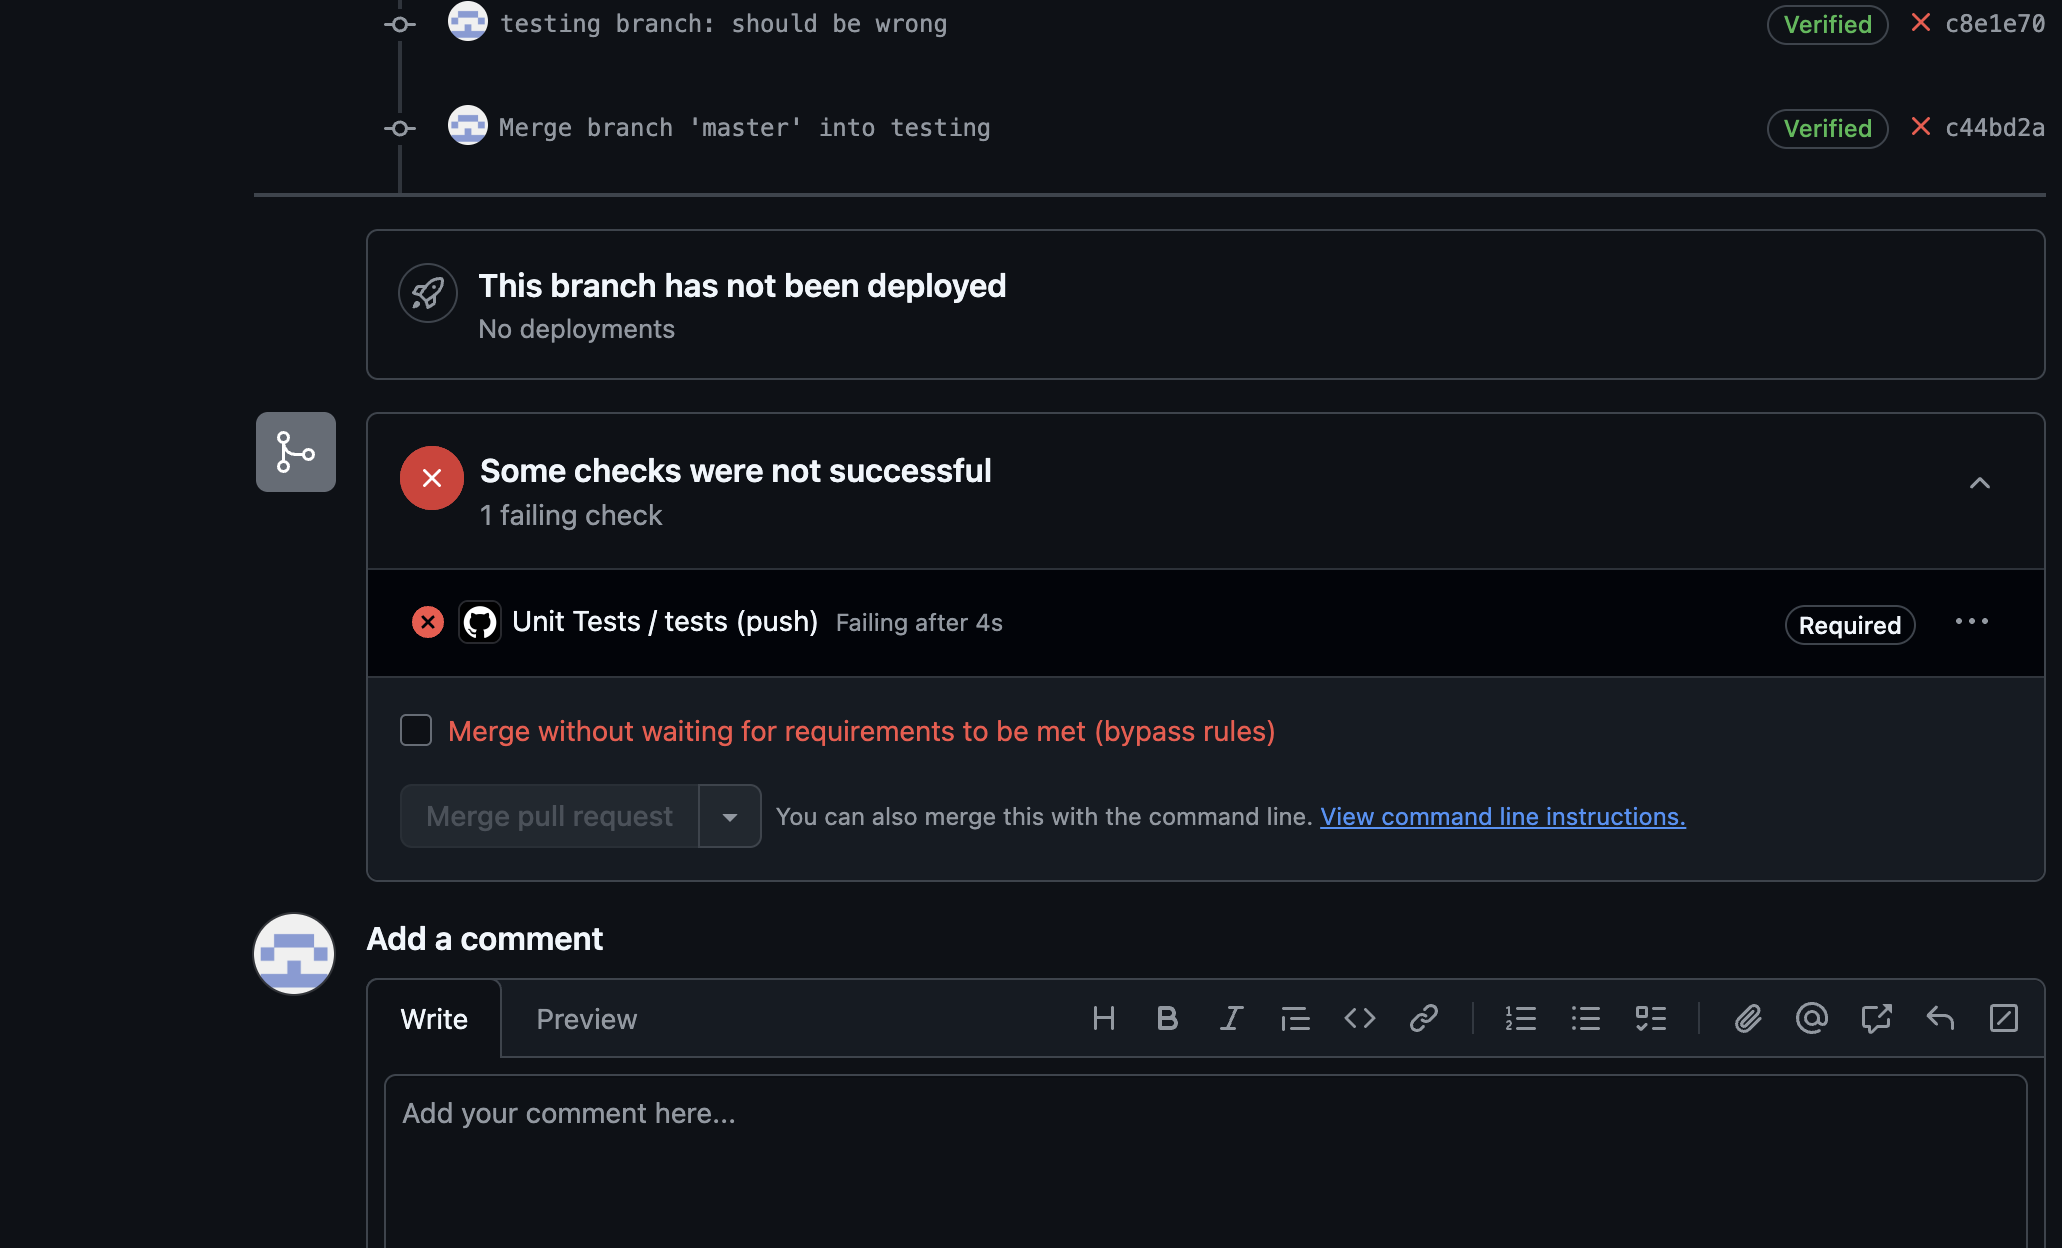 testing branch: should be wrong Verified c8e1e70
Merge branch 'master' into testing Verified c44bd2a
This branch has not been deployed
No deployments
Some checks were not successful
1 failing check
Unit Tests / tests (push) Failing after 4s Required
Merge without waiting for requirements to be met (bypass rules)
Merge pull request You can also merge this with the command line. View command line instructions.
Add a comment
Write Preview
Add your comment here...